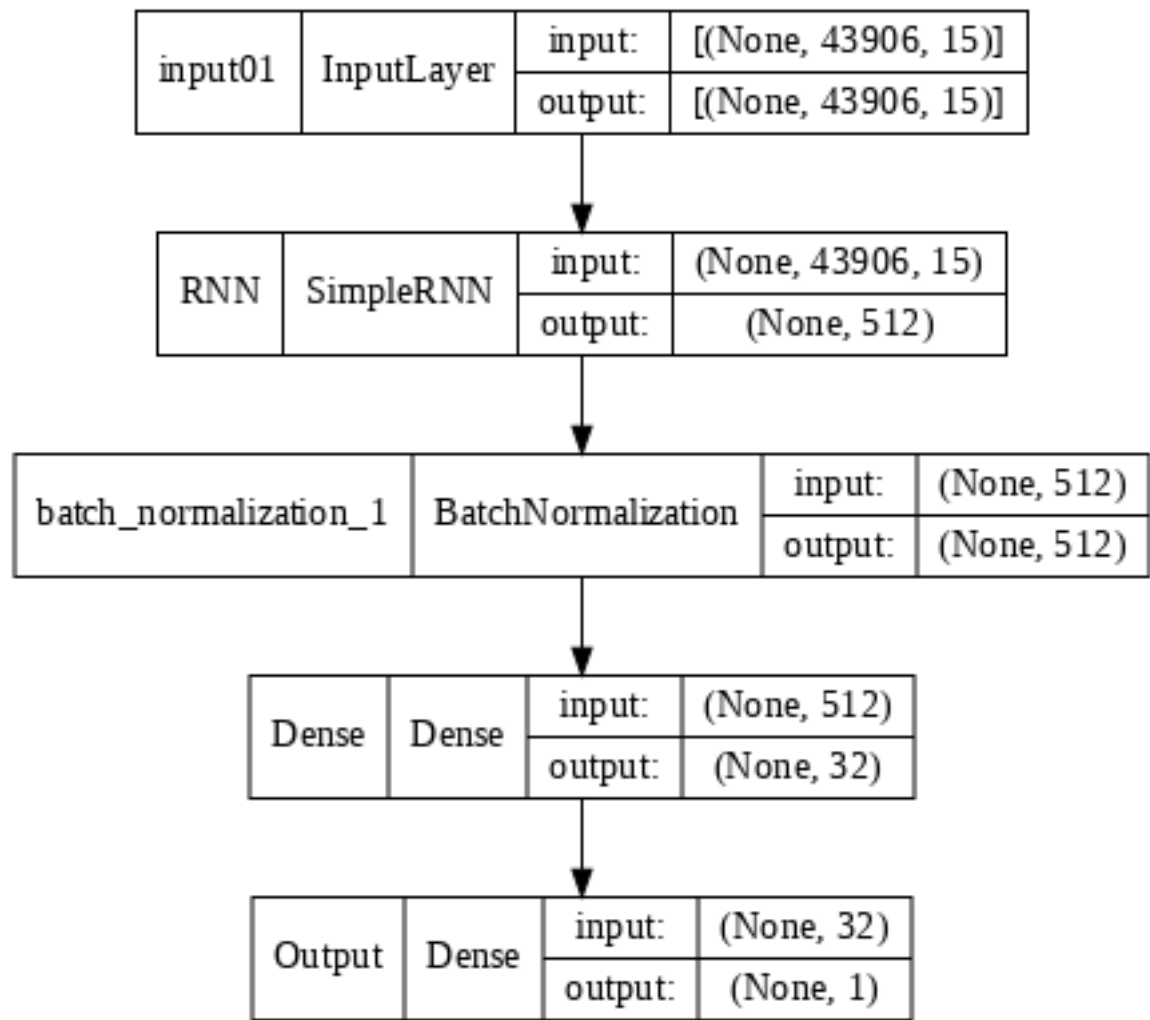 input01 InputLayer input: [(None, 43906, 15)]
output: [(None, 43906, 15)]
RNN SimpleRNN input: (None, 43906, 15)
output: (None, 512)
batch_normalization_1 BatchNormalization input: (None, 512)
output: (None, 512)
Dense Dense input: (None, 512)
output: (None, 32)
Output Dense input: (None, 32)
output: (None, 1)